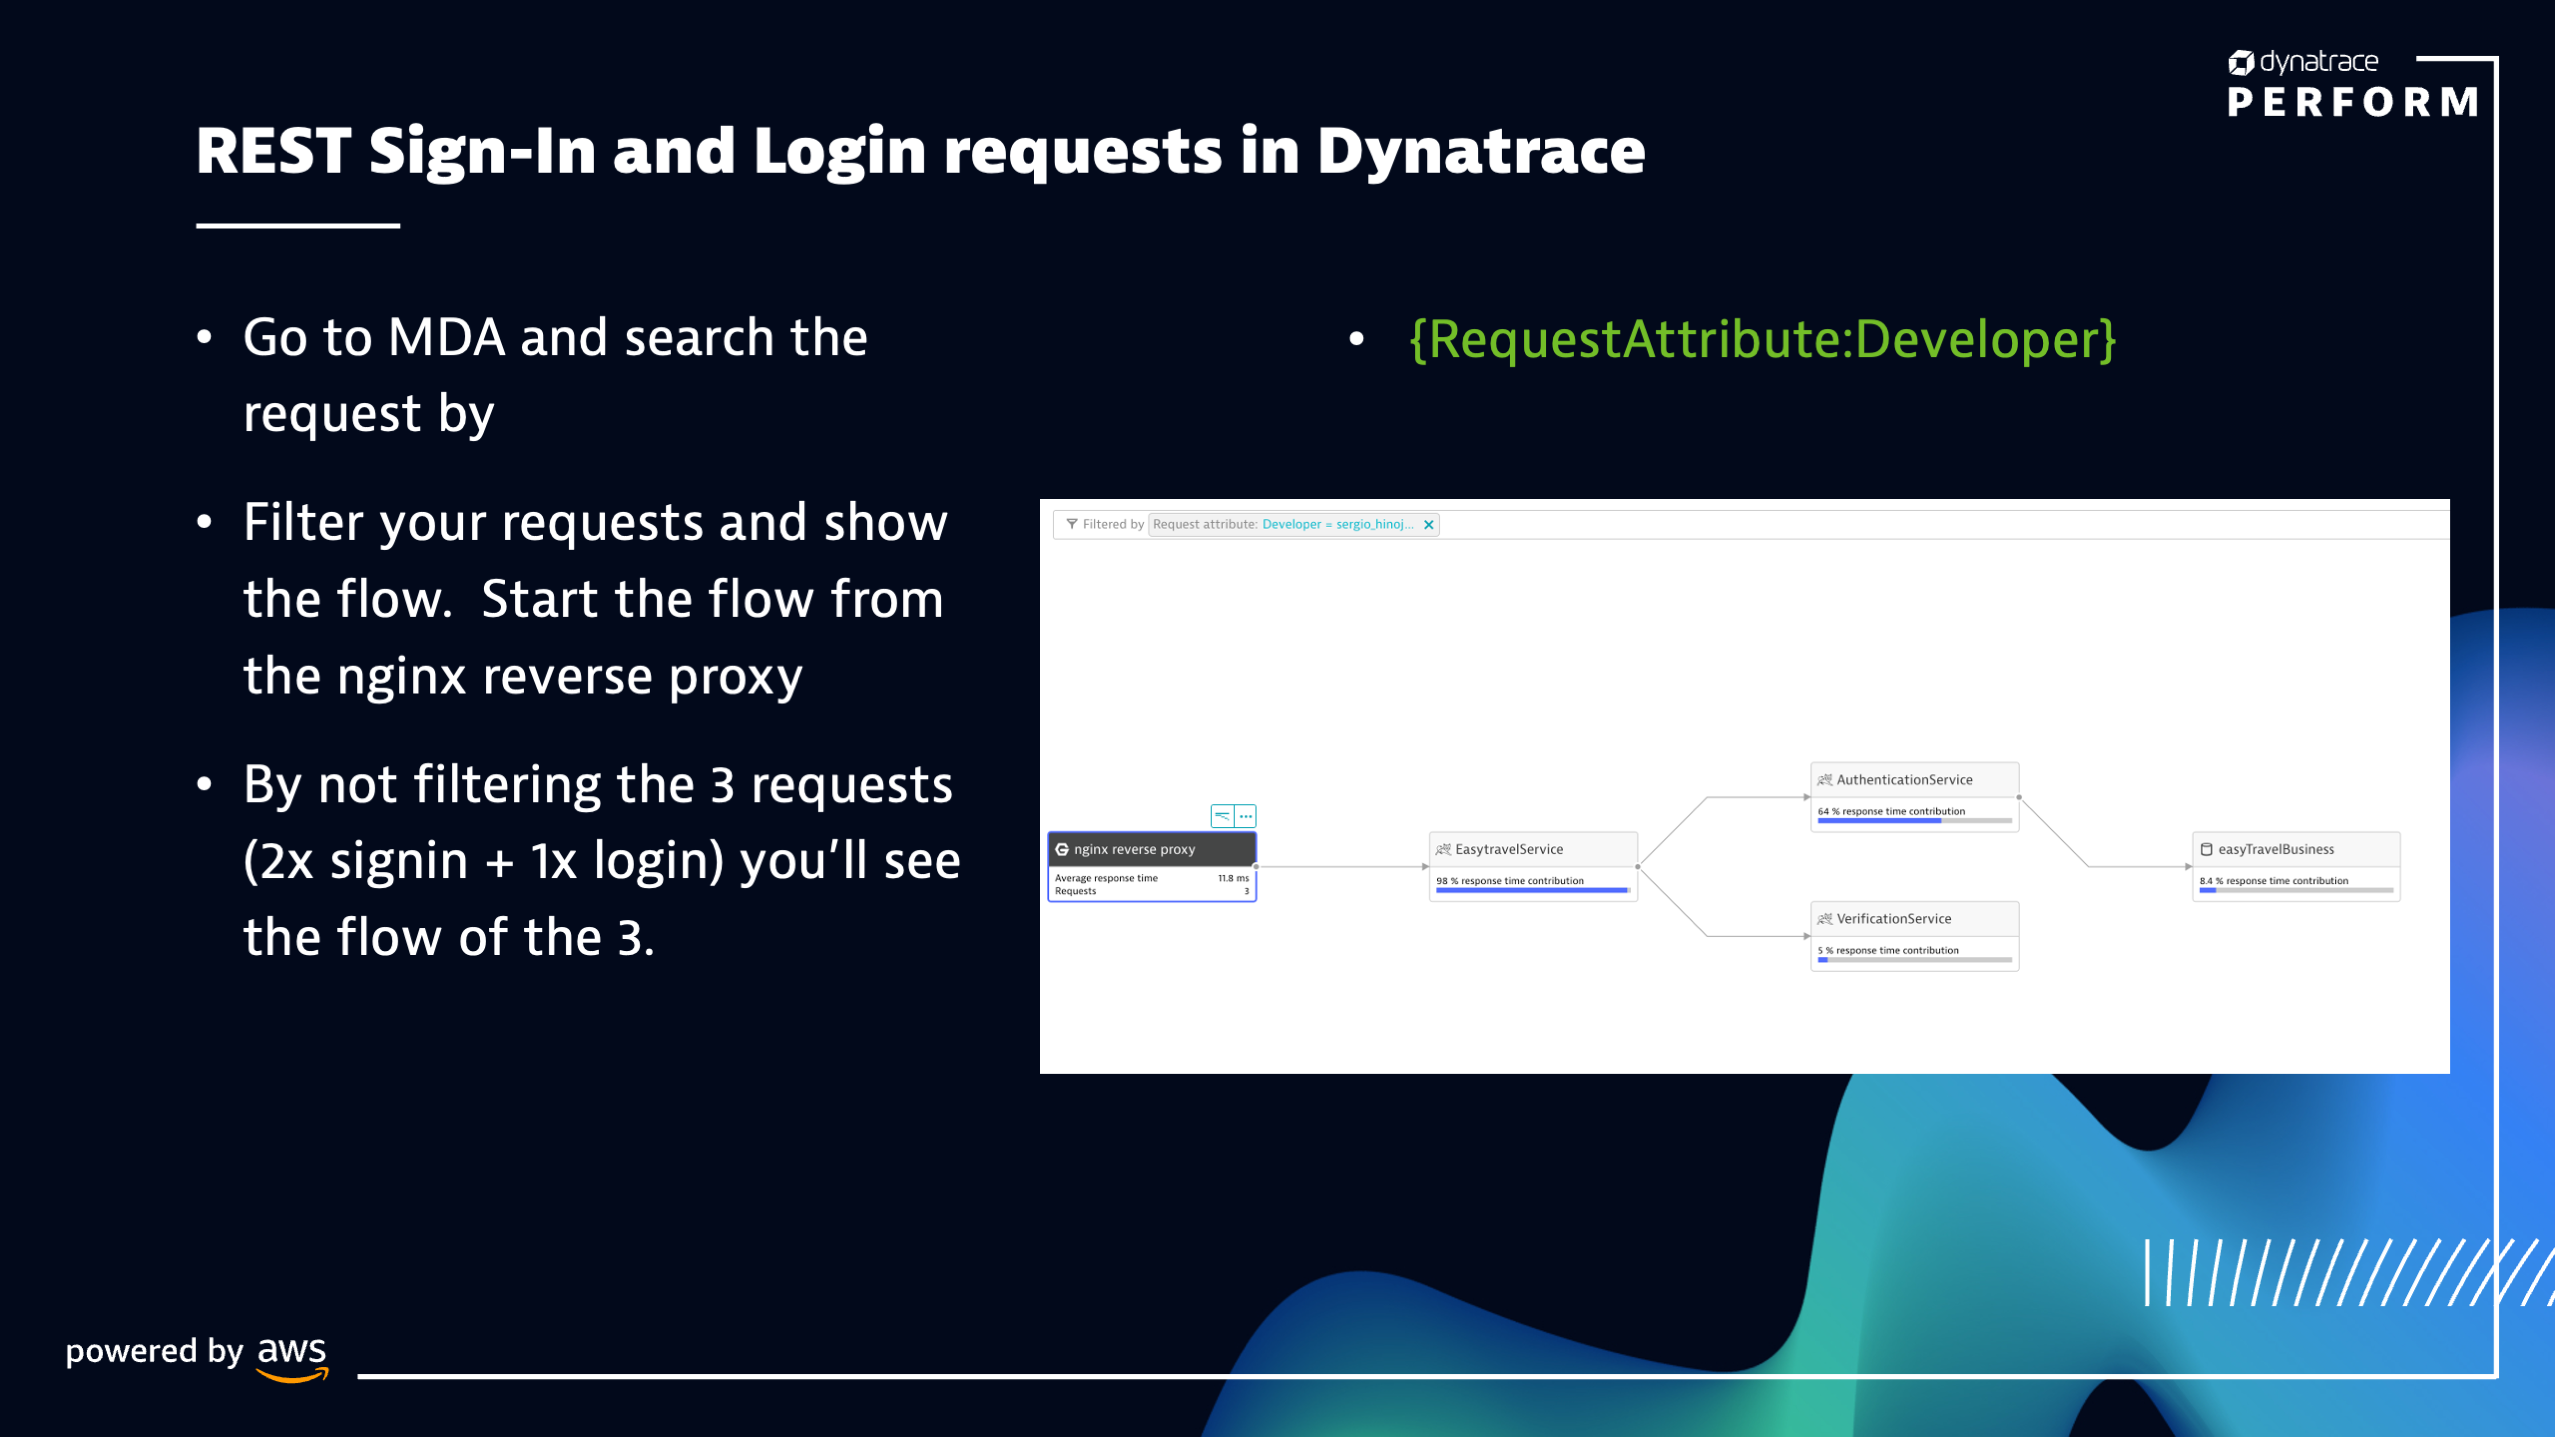 dynatrace
PERFORM
REST Sign-In and Login requests in Dynatrace
• Go to MDA and search the
request by
• Filter your requests and show
the flow.  Start the flow from
the nginx reverse proxy
• By not filtering the 3 requests
(2x signin + 1x login) you’ll see
the flow of the 3.
• {RequestAttribute:Developer}
Filtered by Request attribute: Developer = sergio_hinoj...
nginx reverse proxy
Average response time 11.8 ms
Requests 3
EasytravelService
98 % response time contribution
AuthenticationService
64 % response time contribution
VerificationService
5 % response time contribution
easyTravelBusiness
8.4 % response time contribution
powered by aws